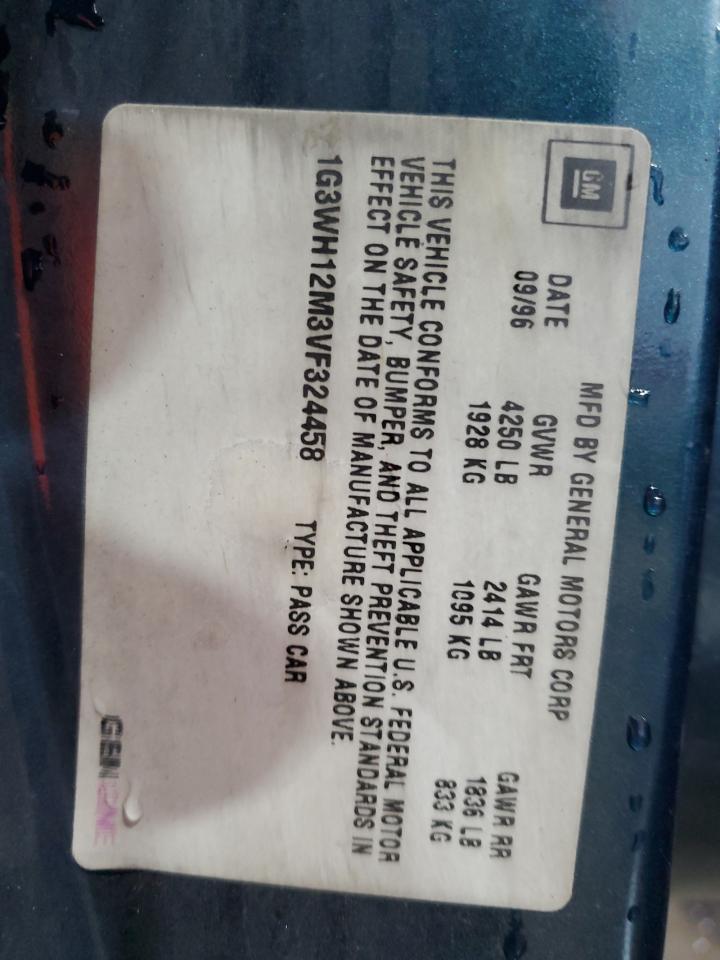 GM
MFD BY GENERAL MOTORS CORP
DATE GVWR GAWR FRT GAWR RR
09/96 4250 LB 2414 LB 1836 LB
1928 KG 1095 KG 833 KG
THIS VEHICLE CONFORMS TO ALL APPLICABLE U.S. FEDERAL MOTOR
VEHICLE SAFETY, BUMPER, AND THEFT PREVENTION STANDARDS IN
EFFECT ON THE DATE OF MANUFACTURE SHOWN ABOVE.
1G3WH12M3VF324458 TYPE: PASS CAR